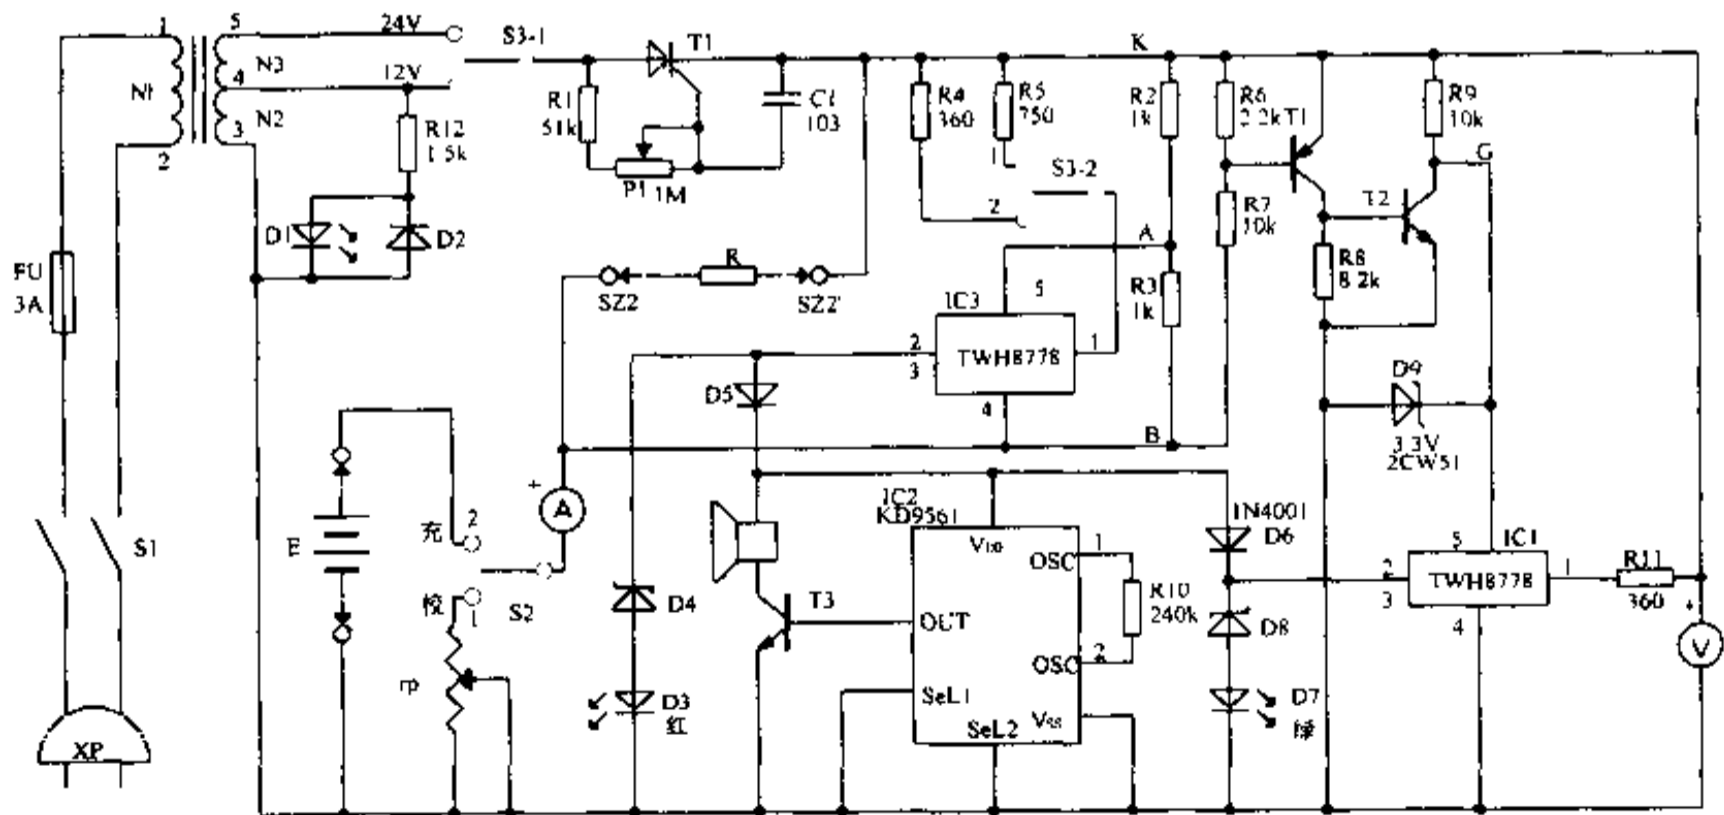 1
5
24V
S3-1
T1
K
N1
N3
4
12V
N2
3
2
R12
1.5k
R1
51k
C1
103
R4
360
R5
750
R2
1k
R6
2.2k
T1
R9
10k
G
P1
1M
1
S3-2
2
R7
10k
T2
D1
D2
A
R8
8.2k
FU
3A
R
SZ2
SZ2'
5
IC3
R3
1k
2
3
TWH8778
1
D5
4
B
D9
3.3V
2CW51
+
A
IC2
KD9561
1N4001
D6
充
2
E
S1
VDD
OSC
1
5
IC1
2
3
TWH8778
1
R11
360
校
1
S2
D4
T3
OUT
R10
240k
D8
4
+
V
OSC
2
rp
D3
红
SeL1
SeL2
VSS
D7
绿
XP